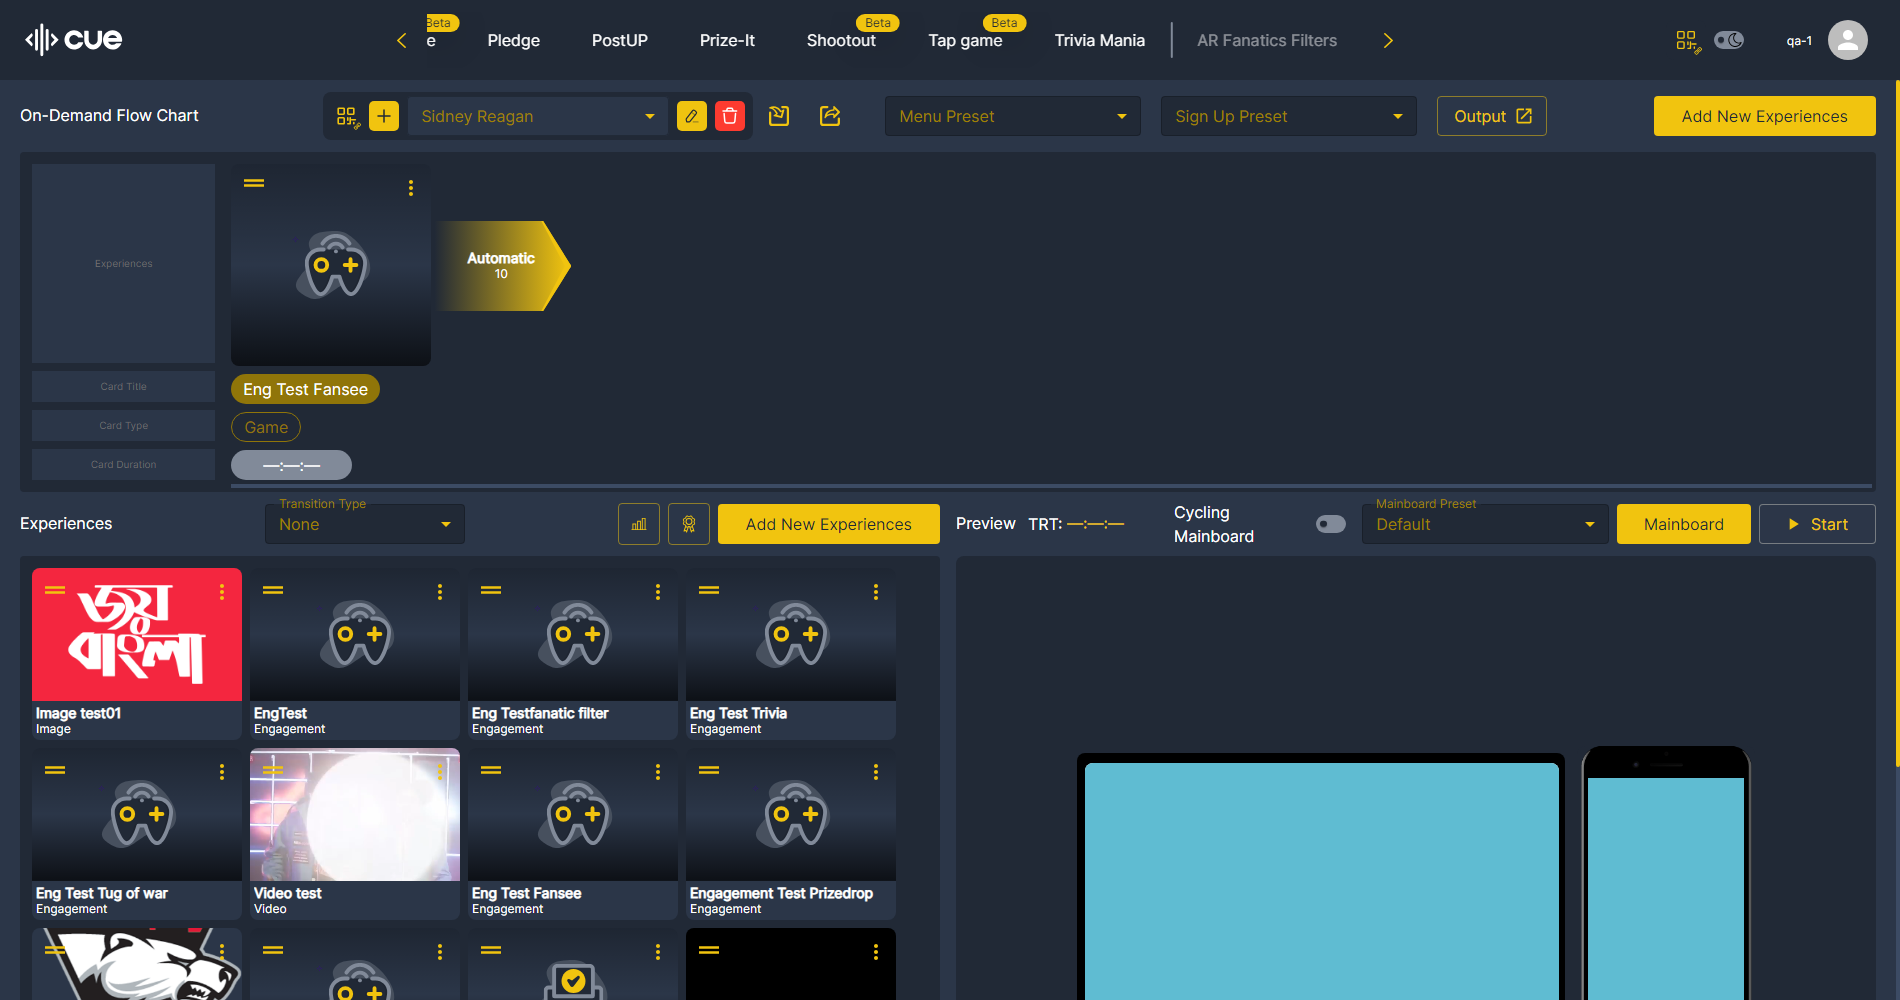 cue
Beta
e
Pledge
PostUP
Prize-It
Beta
Shootout
Beta
Tap game
Trivia Mania
AR Fanatics Filters
qa-1
On-Demand Flow Chart
Sidney Reagan
Menu Preset
Sign Up Preset
Output
Add New Experiences
Experiences
Automatic
10
Card Title
Eng Test Fansee
Card Type
Game
Card Duration
—:—:—
Experiences
Transition Type
None
Add New Experiences
Preview
TRT: —:—:—
Cycling
Mainboard
Mainboard Preset
Default
Mainboard
Start
জয়
বাংলা
Image test01
Image
EngTest
Engagement
Eng Testfanatic filter
Engagement
Eng Test Trivia
Engagement
Eng Test Tug of war
Engagement
Video test
Video
Eng Test Fansee
Engagement
Engagement Test Prizedrop
Engagement